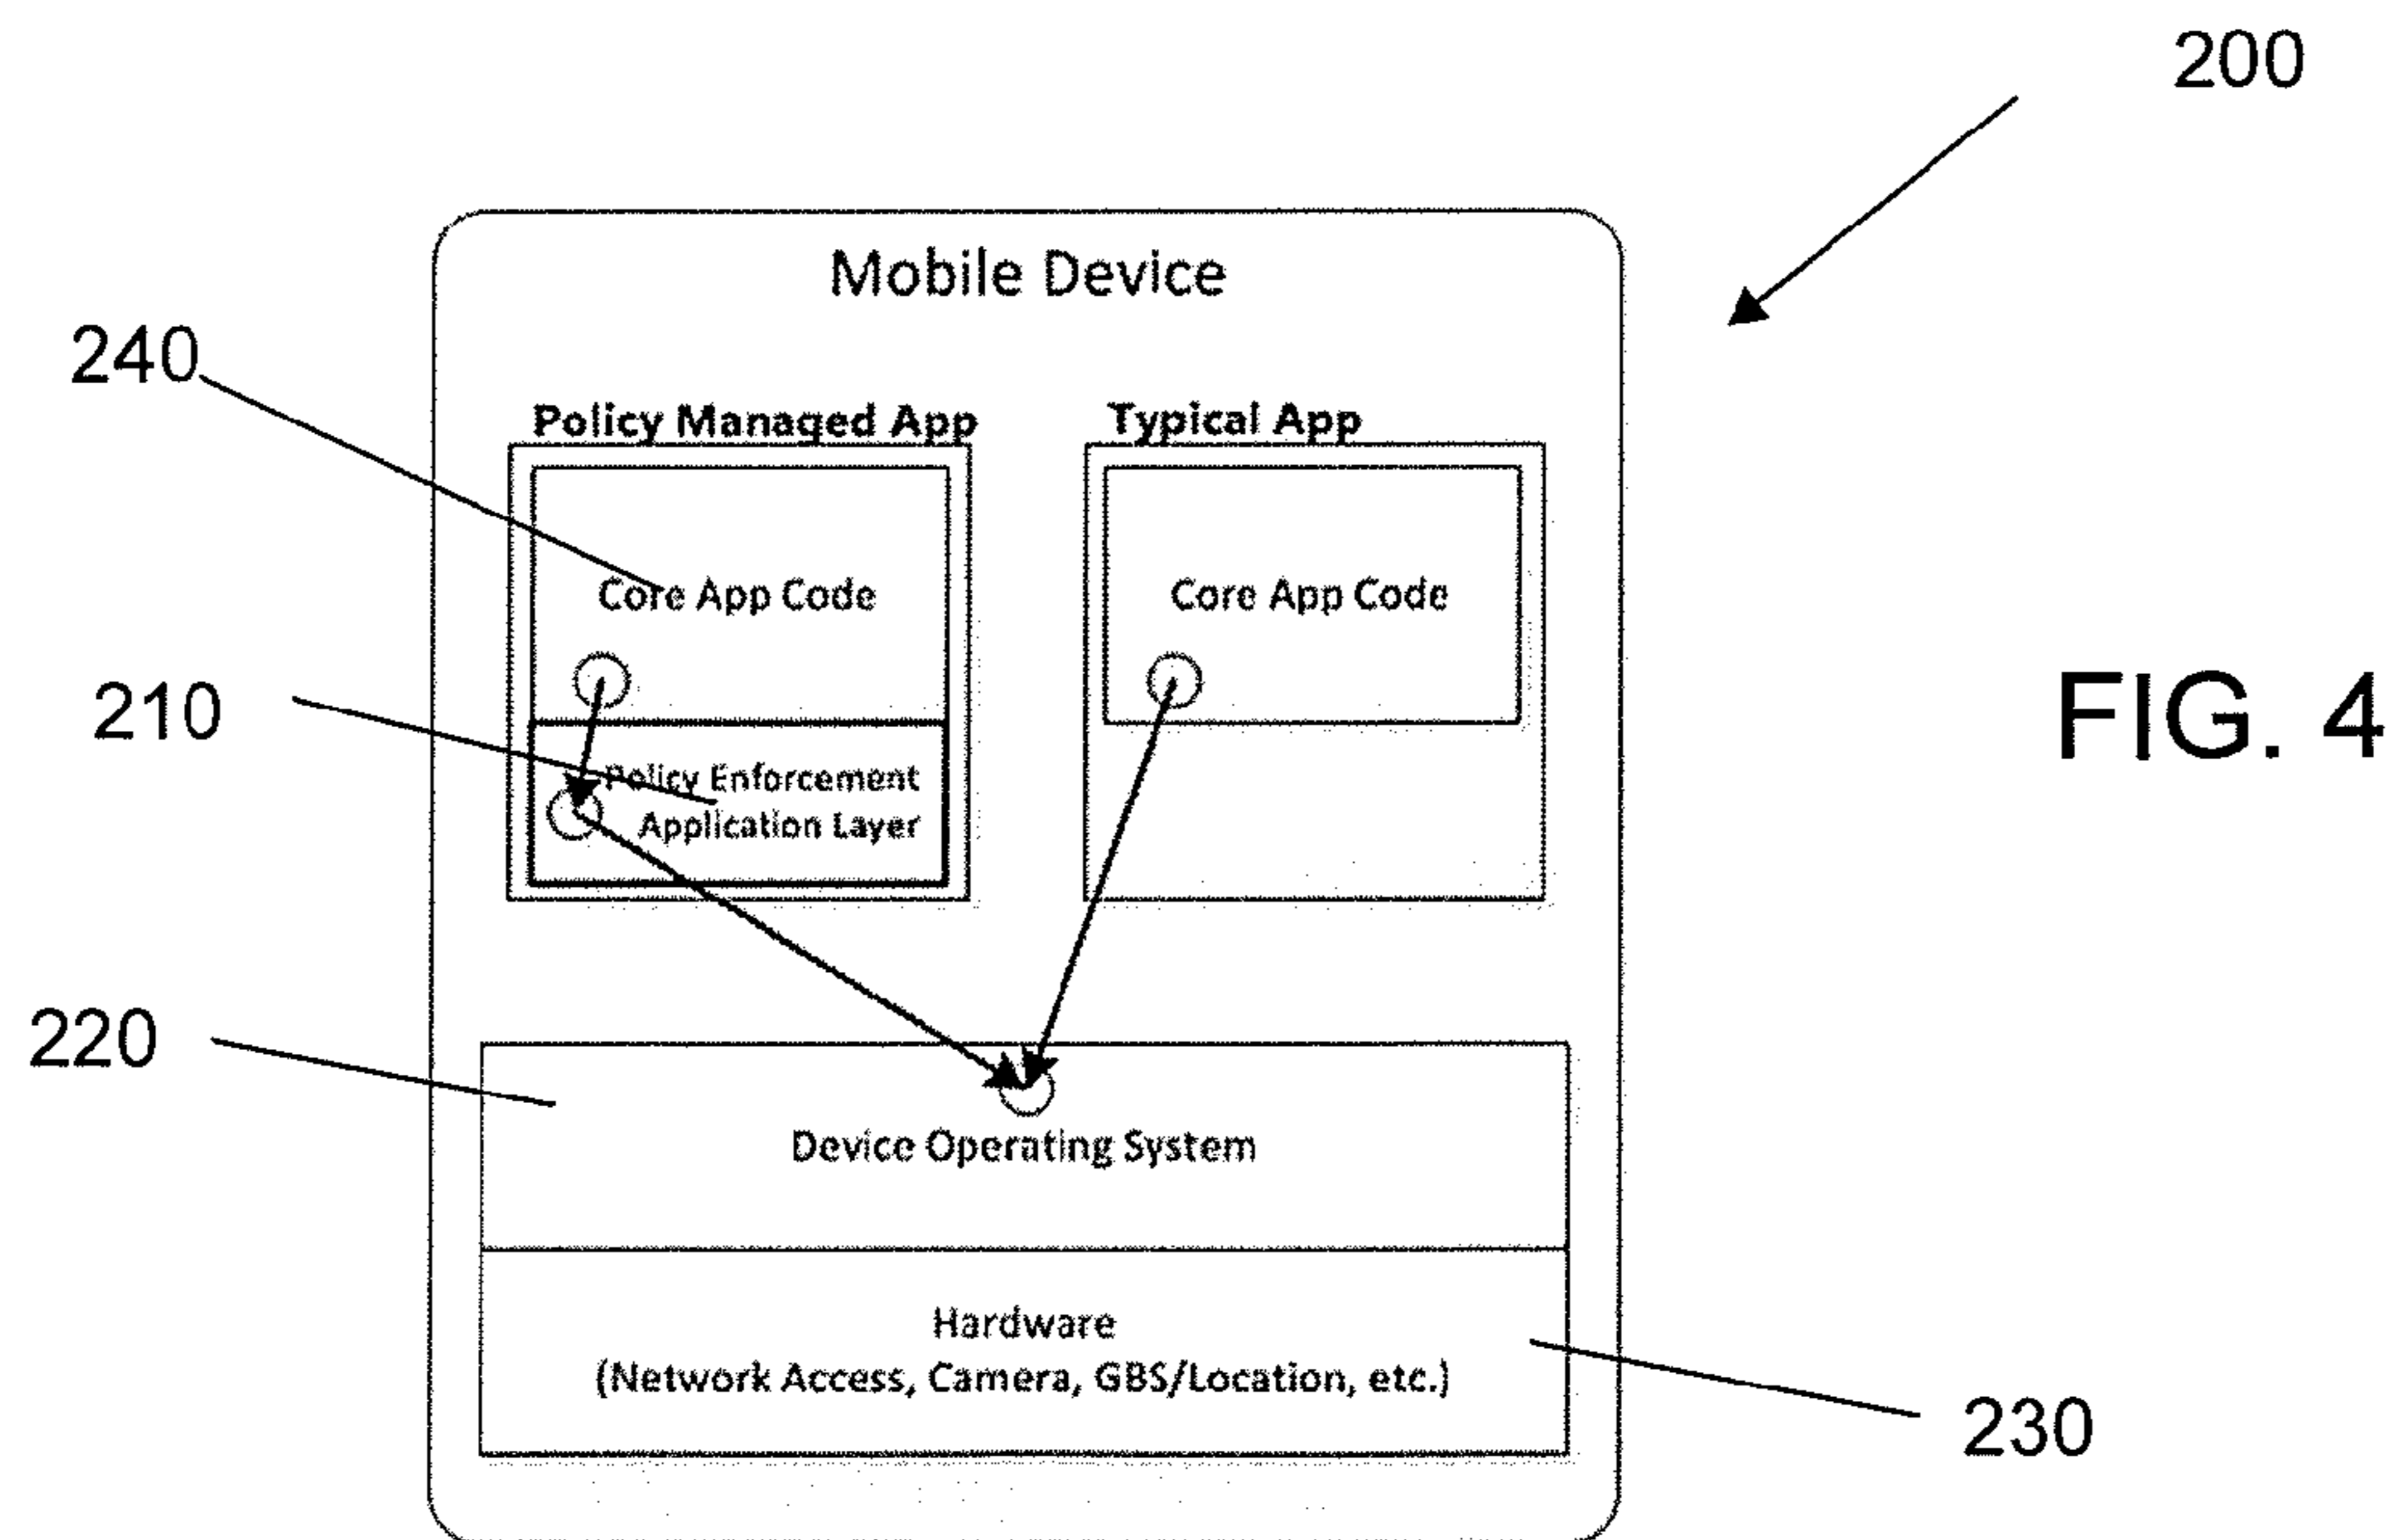 200
Mobile Device
240
Policy Managed App
Typical App
Core App Code
Core App Code
210
FIG. 4
Policy Enforcement
Application Layer
220
Device Operating System
Hardware
(Network Access, Camera, GBS/Location, etc.)
230